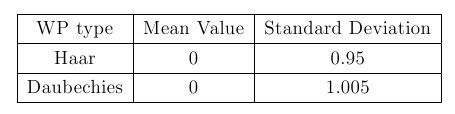 WP type Mean Value Standard Deviation
Haar 0 0.95
Daubechies 0 1.005